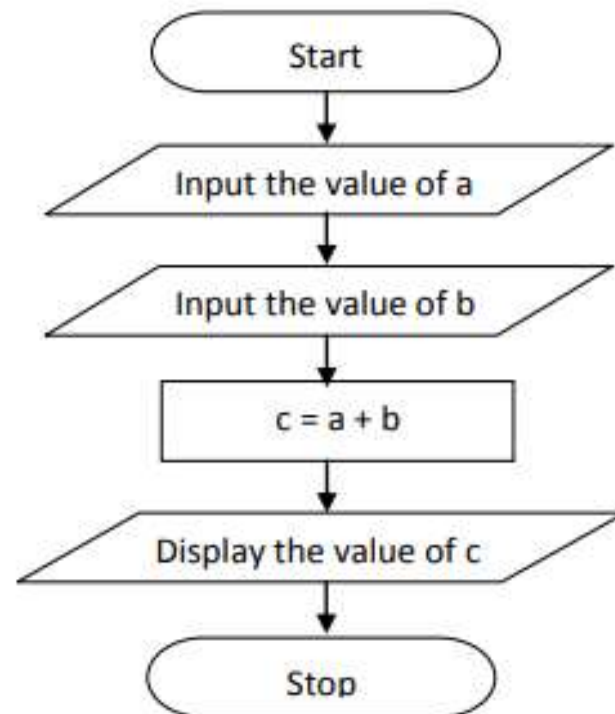 Start
Input the value of a
Input the value of b
c = a + b
Display the value of c
Stop